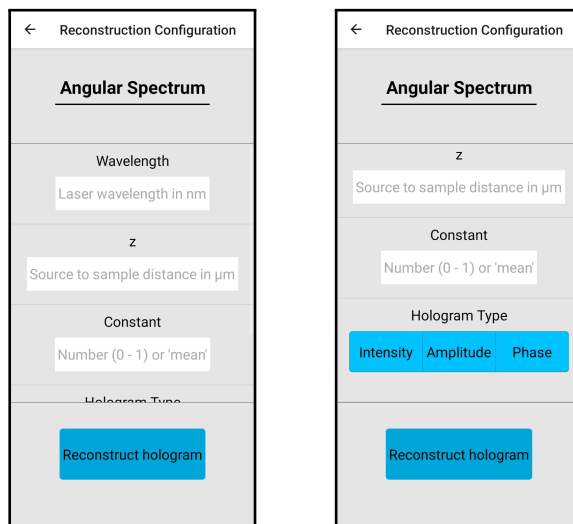 ← Reconstruction Configuration
Angular Spectrum
Wavelength
Laser wavelength in nm
z
Source to sample distance in µm
Constant
Number (0 - 1) or 'mean'
Hologram Type
Reconstruct hologram
← Reconstruction Configuration
Angular Spectrum
z
Source to sample distance in µm
Constant
Number (0 - 1) or 'mean'
Hologram Type
Intensity Amplitude Phase
Reconstruct hologram